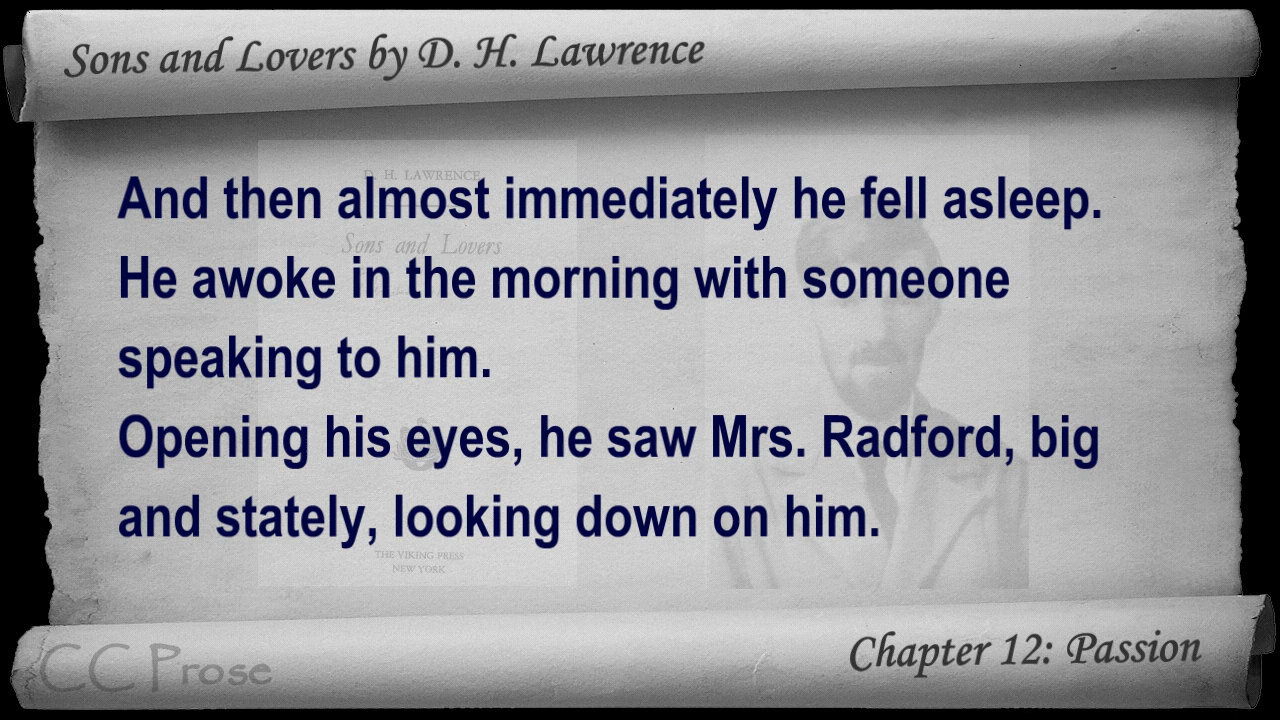 Sons and Lovers by D. H. Lawrence
D. H. LAWRENCE
And then almost immediately he fell asleep.
Sons and Lovers
He awoke in the morning with someone
speaking to him.
Opening his eyes, he saw Mrs. Radford, big
and stately, looking down on him.
THE VIKING PRESS
NEW YORK
CC Prose
Chapter 12: Passion